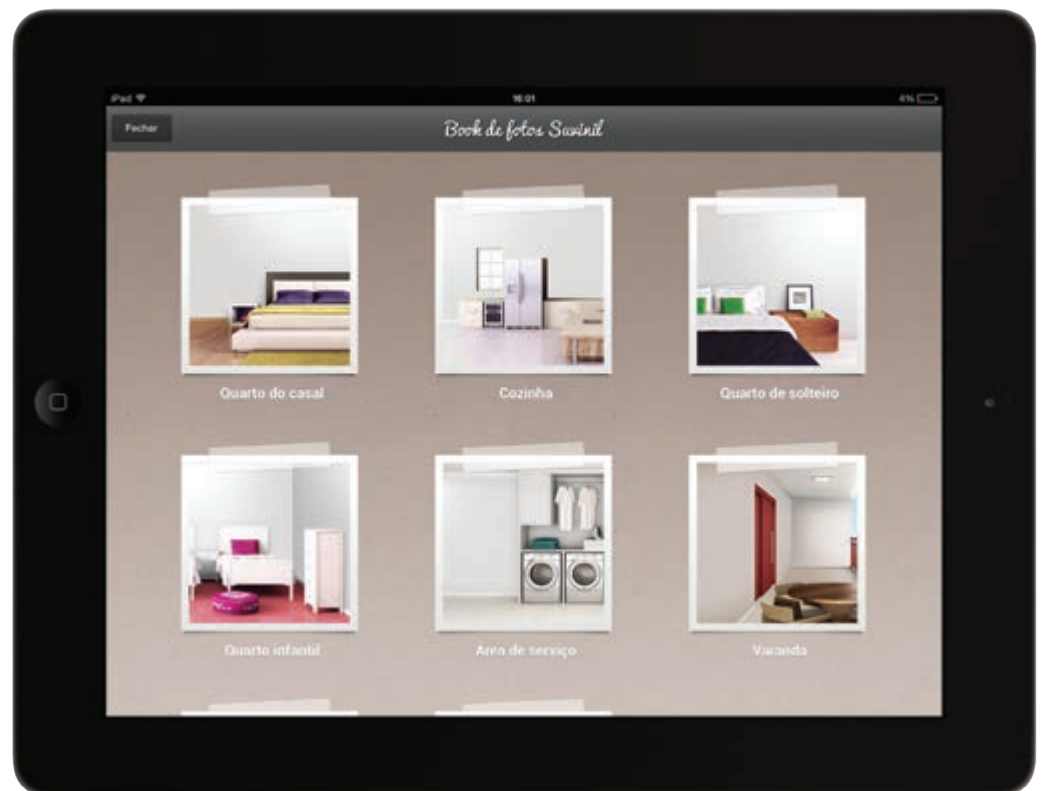 iPad
16:01
4%
Fechar
Book de fotos Suvinil
Quarto do casal
Cozinha
Quarto de solteiro
Quarto infantil
Área de serviço
Varanda